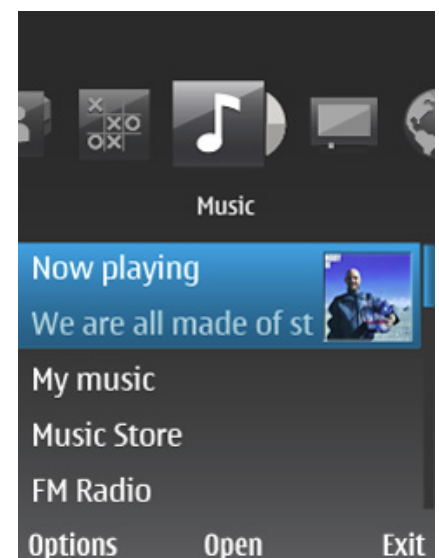 Music
Now playing
We are all made of st
My music
Music Store
FM Radio
Options Open Exit